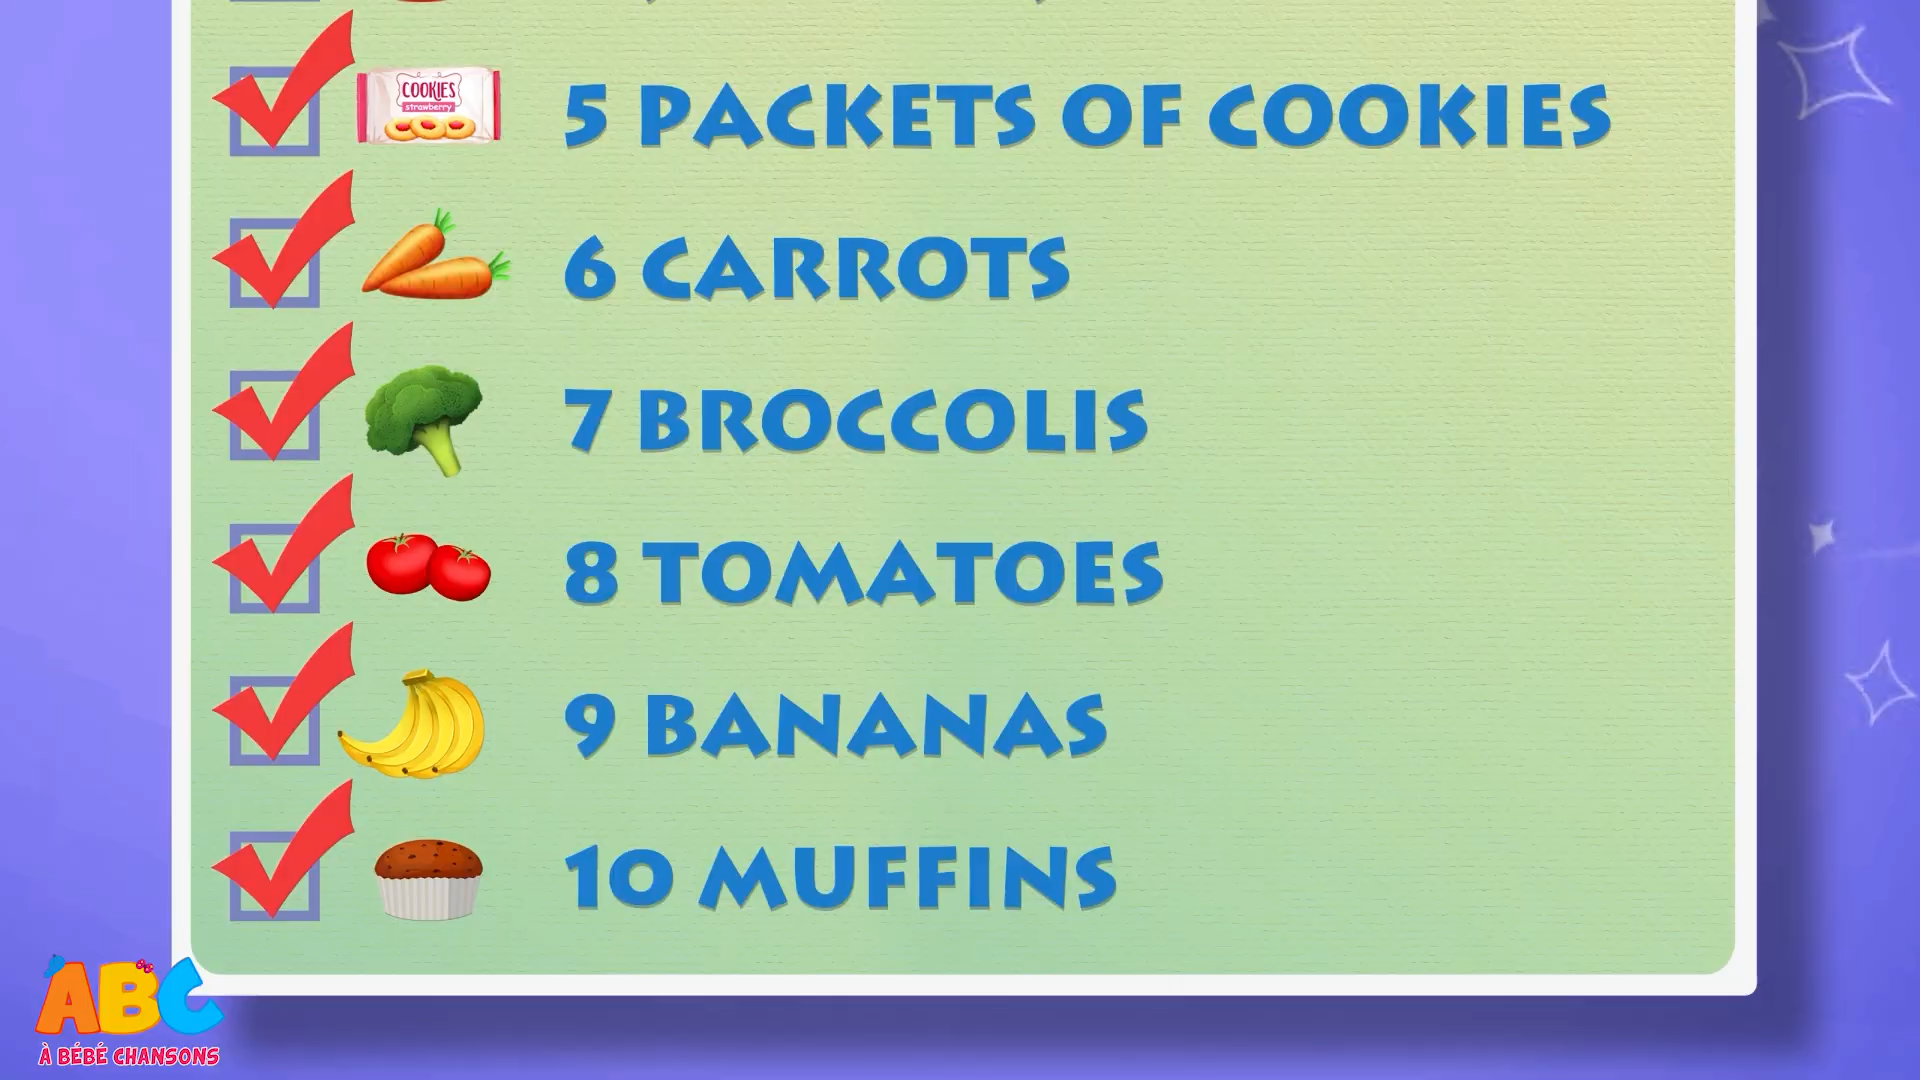 COOKIES
strawberry
5 PACKETS OF COOKIES
6 CARROTS
7 BROCCOLIS
8 TOMATOES
9 BANANAS
10 MUFFINS
ABC
À BÉBÉ CHANSONS